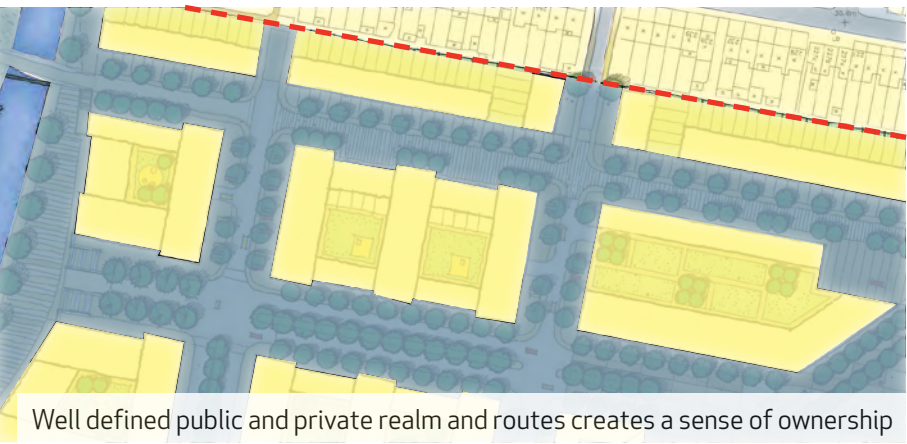 Well defined public and private realm and routes creates a sense of ownership